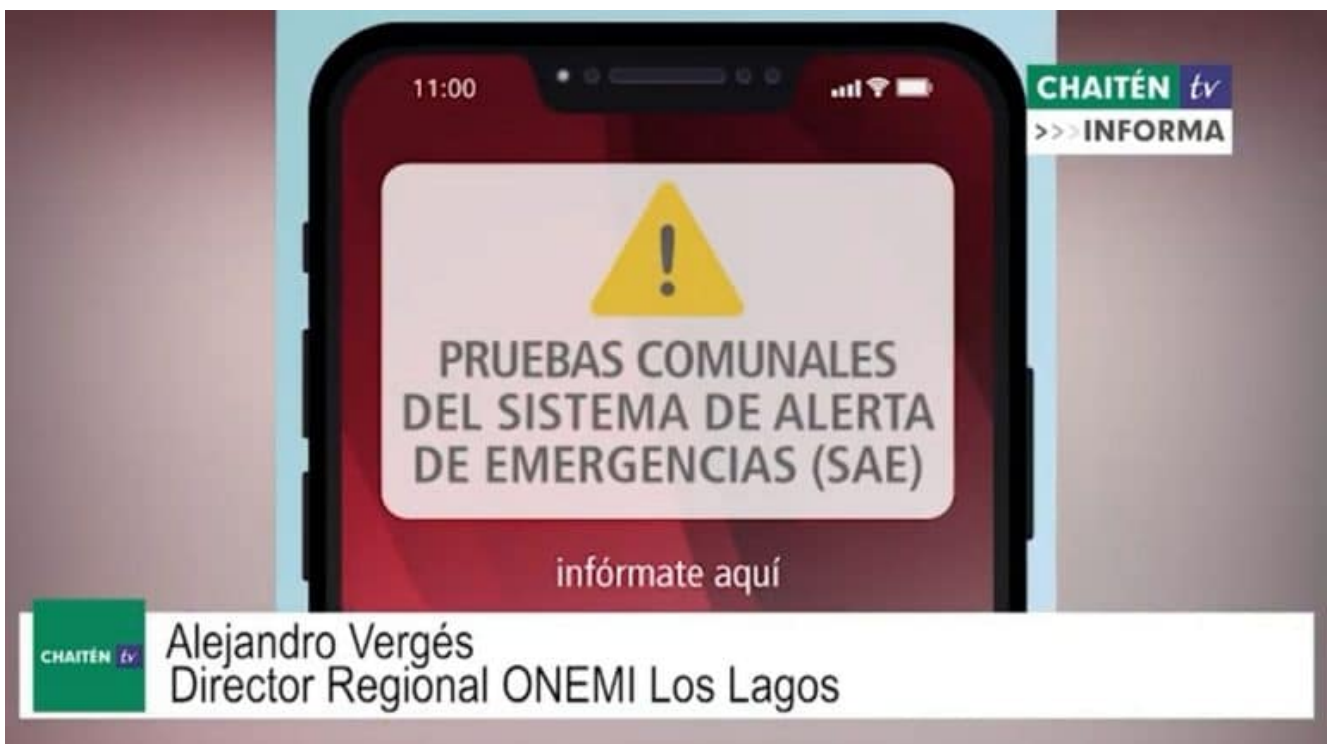 11:00
CHAITÉN tv
>>>INFORMA
!
PRUEBAS COMUNALES
DEL SISTEMA DE ALERTA
DE EMERGENCIAS (SAE)
infórmate aquí
CHAITÉN tv
Alejandro Vergés
Director Regional ONEMI Los Lagos